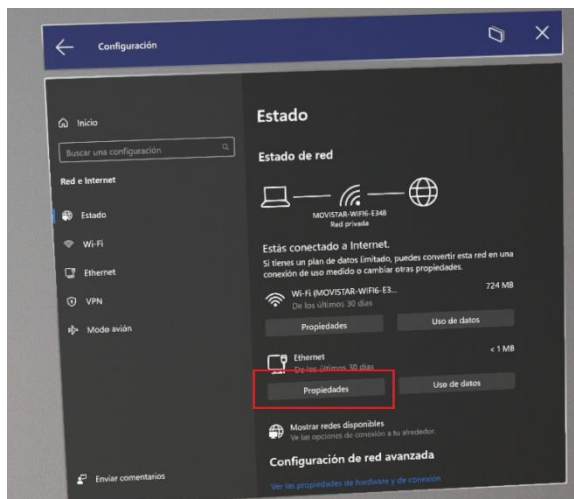 Configuración
Inicio
Buscar una configuración
Red e Internet
Estado
Wi-Fi
Ethernet
VPN
Modo avión
Enviar comentarios
Estado
Estado de red
MOVISTAR-WIFI6-E348
Red privada
Estás conectado a Internet.
Si tienes un plan de datos limitado, puedes convertir esta red en una
conexión de uso medido o cambiar otras propiedades.
Wi-Fi (MOVISTAR-WIFI6-E3...
De los últimos 30 días
724 MB
Propiedades
Uso de datos
Ethernet
De los últimos 30 días
< 1 MB
Propiedades
Uso de datos
Mostrar redes disponibles
Ve las opciones de conexión a tu alrededor.
Configuración de red avanzada
Ver las propiedades de hardware y de conexión